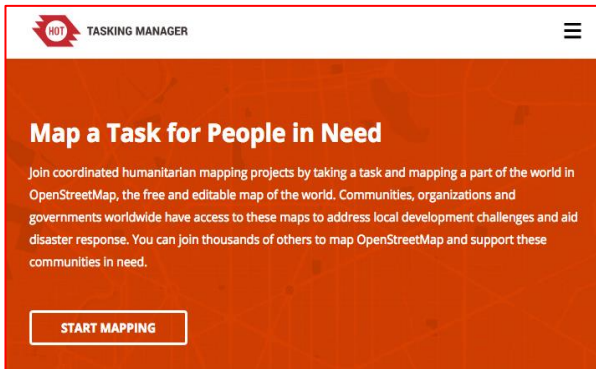 HOT TASKING MANAGER
Map a Task for People in Need
Join coordinated humanitarian mapping projects by taking a task and mapping a part of the world in
OpenStreetMap, the free and editable map of the world. Communities, organizations and
governments worldwide have access to these maps to address local development challenges and aid
disaster response. You can join thousands of others to map OpenStreetMap and support these
communities in need.
START MAPPING